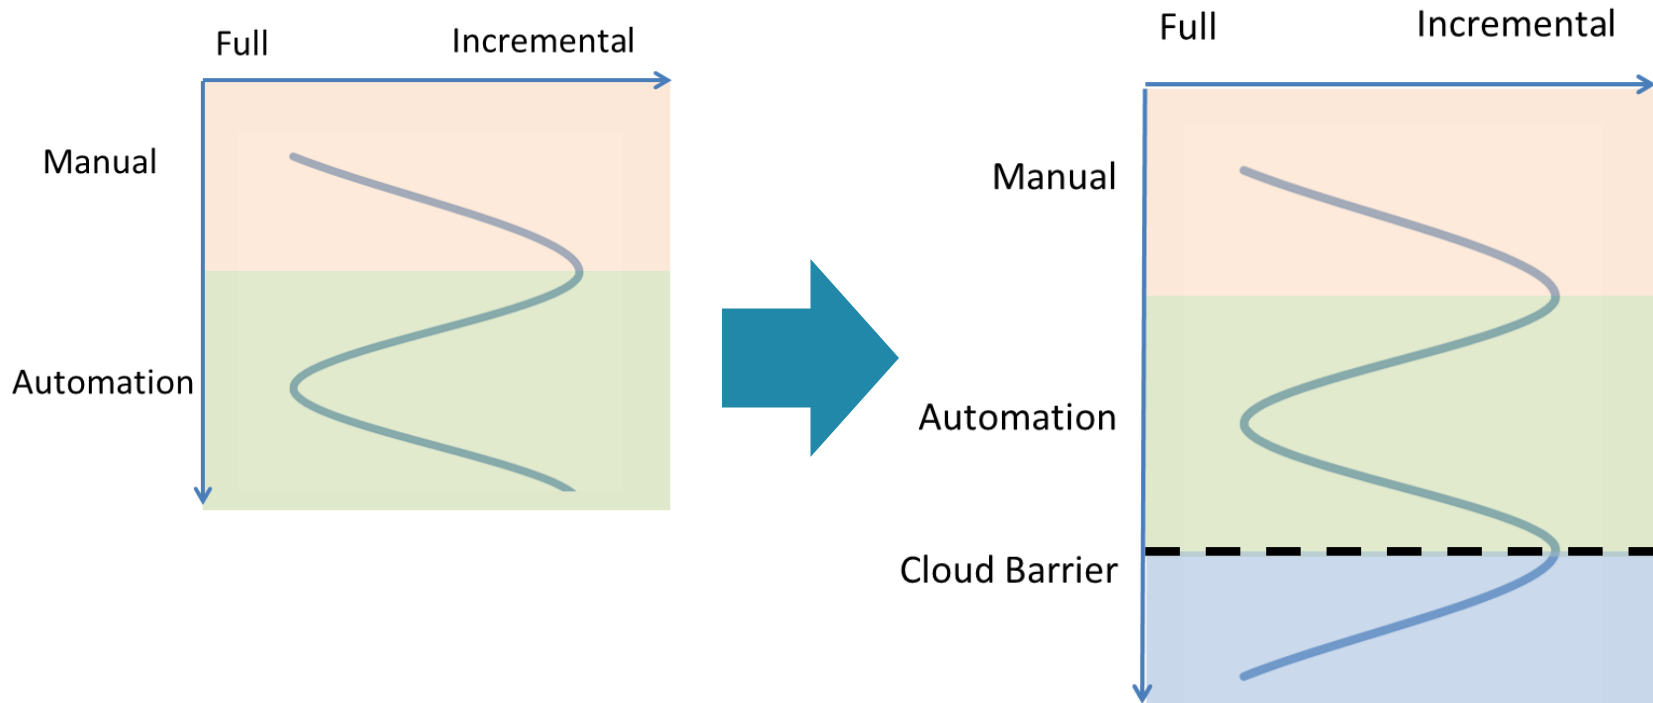 Full
Incremental
Manual
Automation
Full
Incremental
Manual
Automation
Cloud Barrier